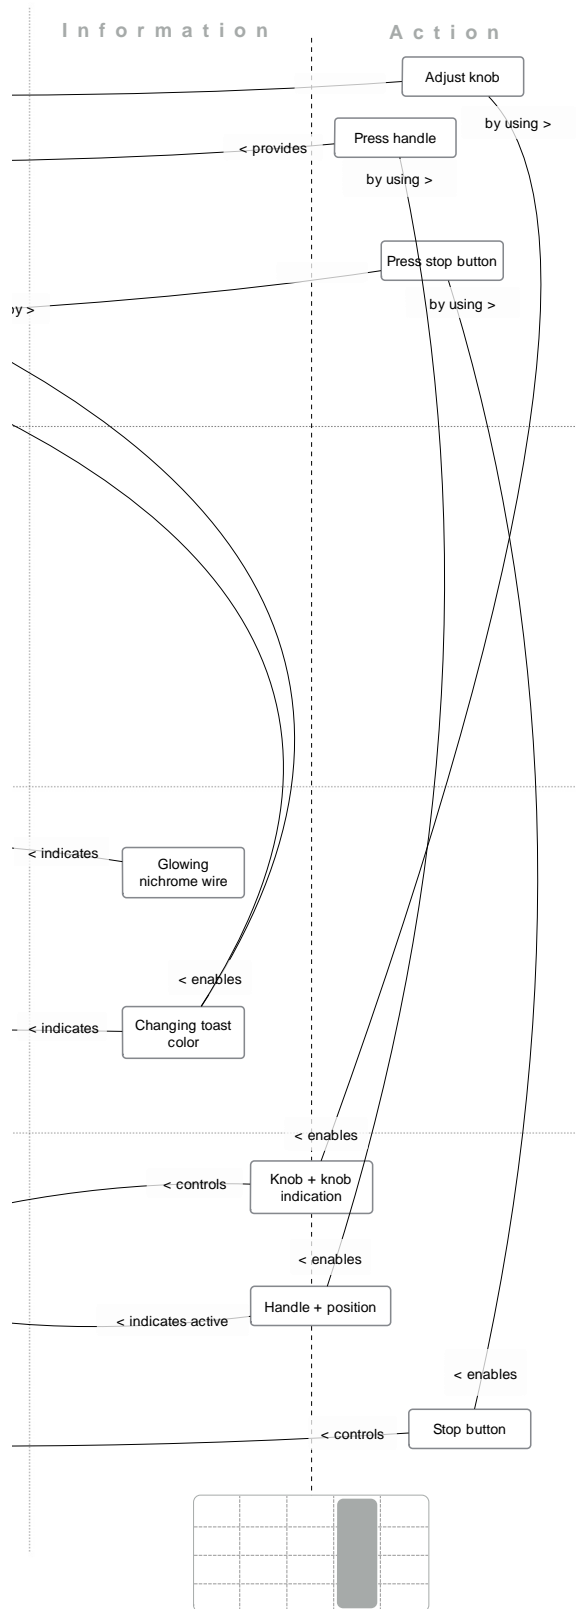 Information
Action
Adjust knob
by using >
Press handle
< provides
by using >
Press stop button
by using >
by >
< indicates
Glowing
nichrome wire
< enables
< indicates
Changing toast
color
< enables
< controls
Knob + knob
indication
< enables
< indicates active
Handle + position
< enables
< controls
Stop button